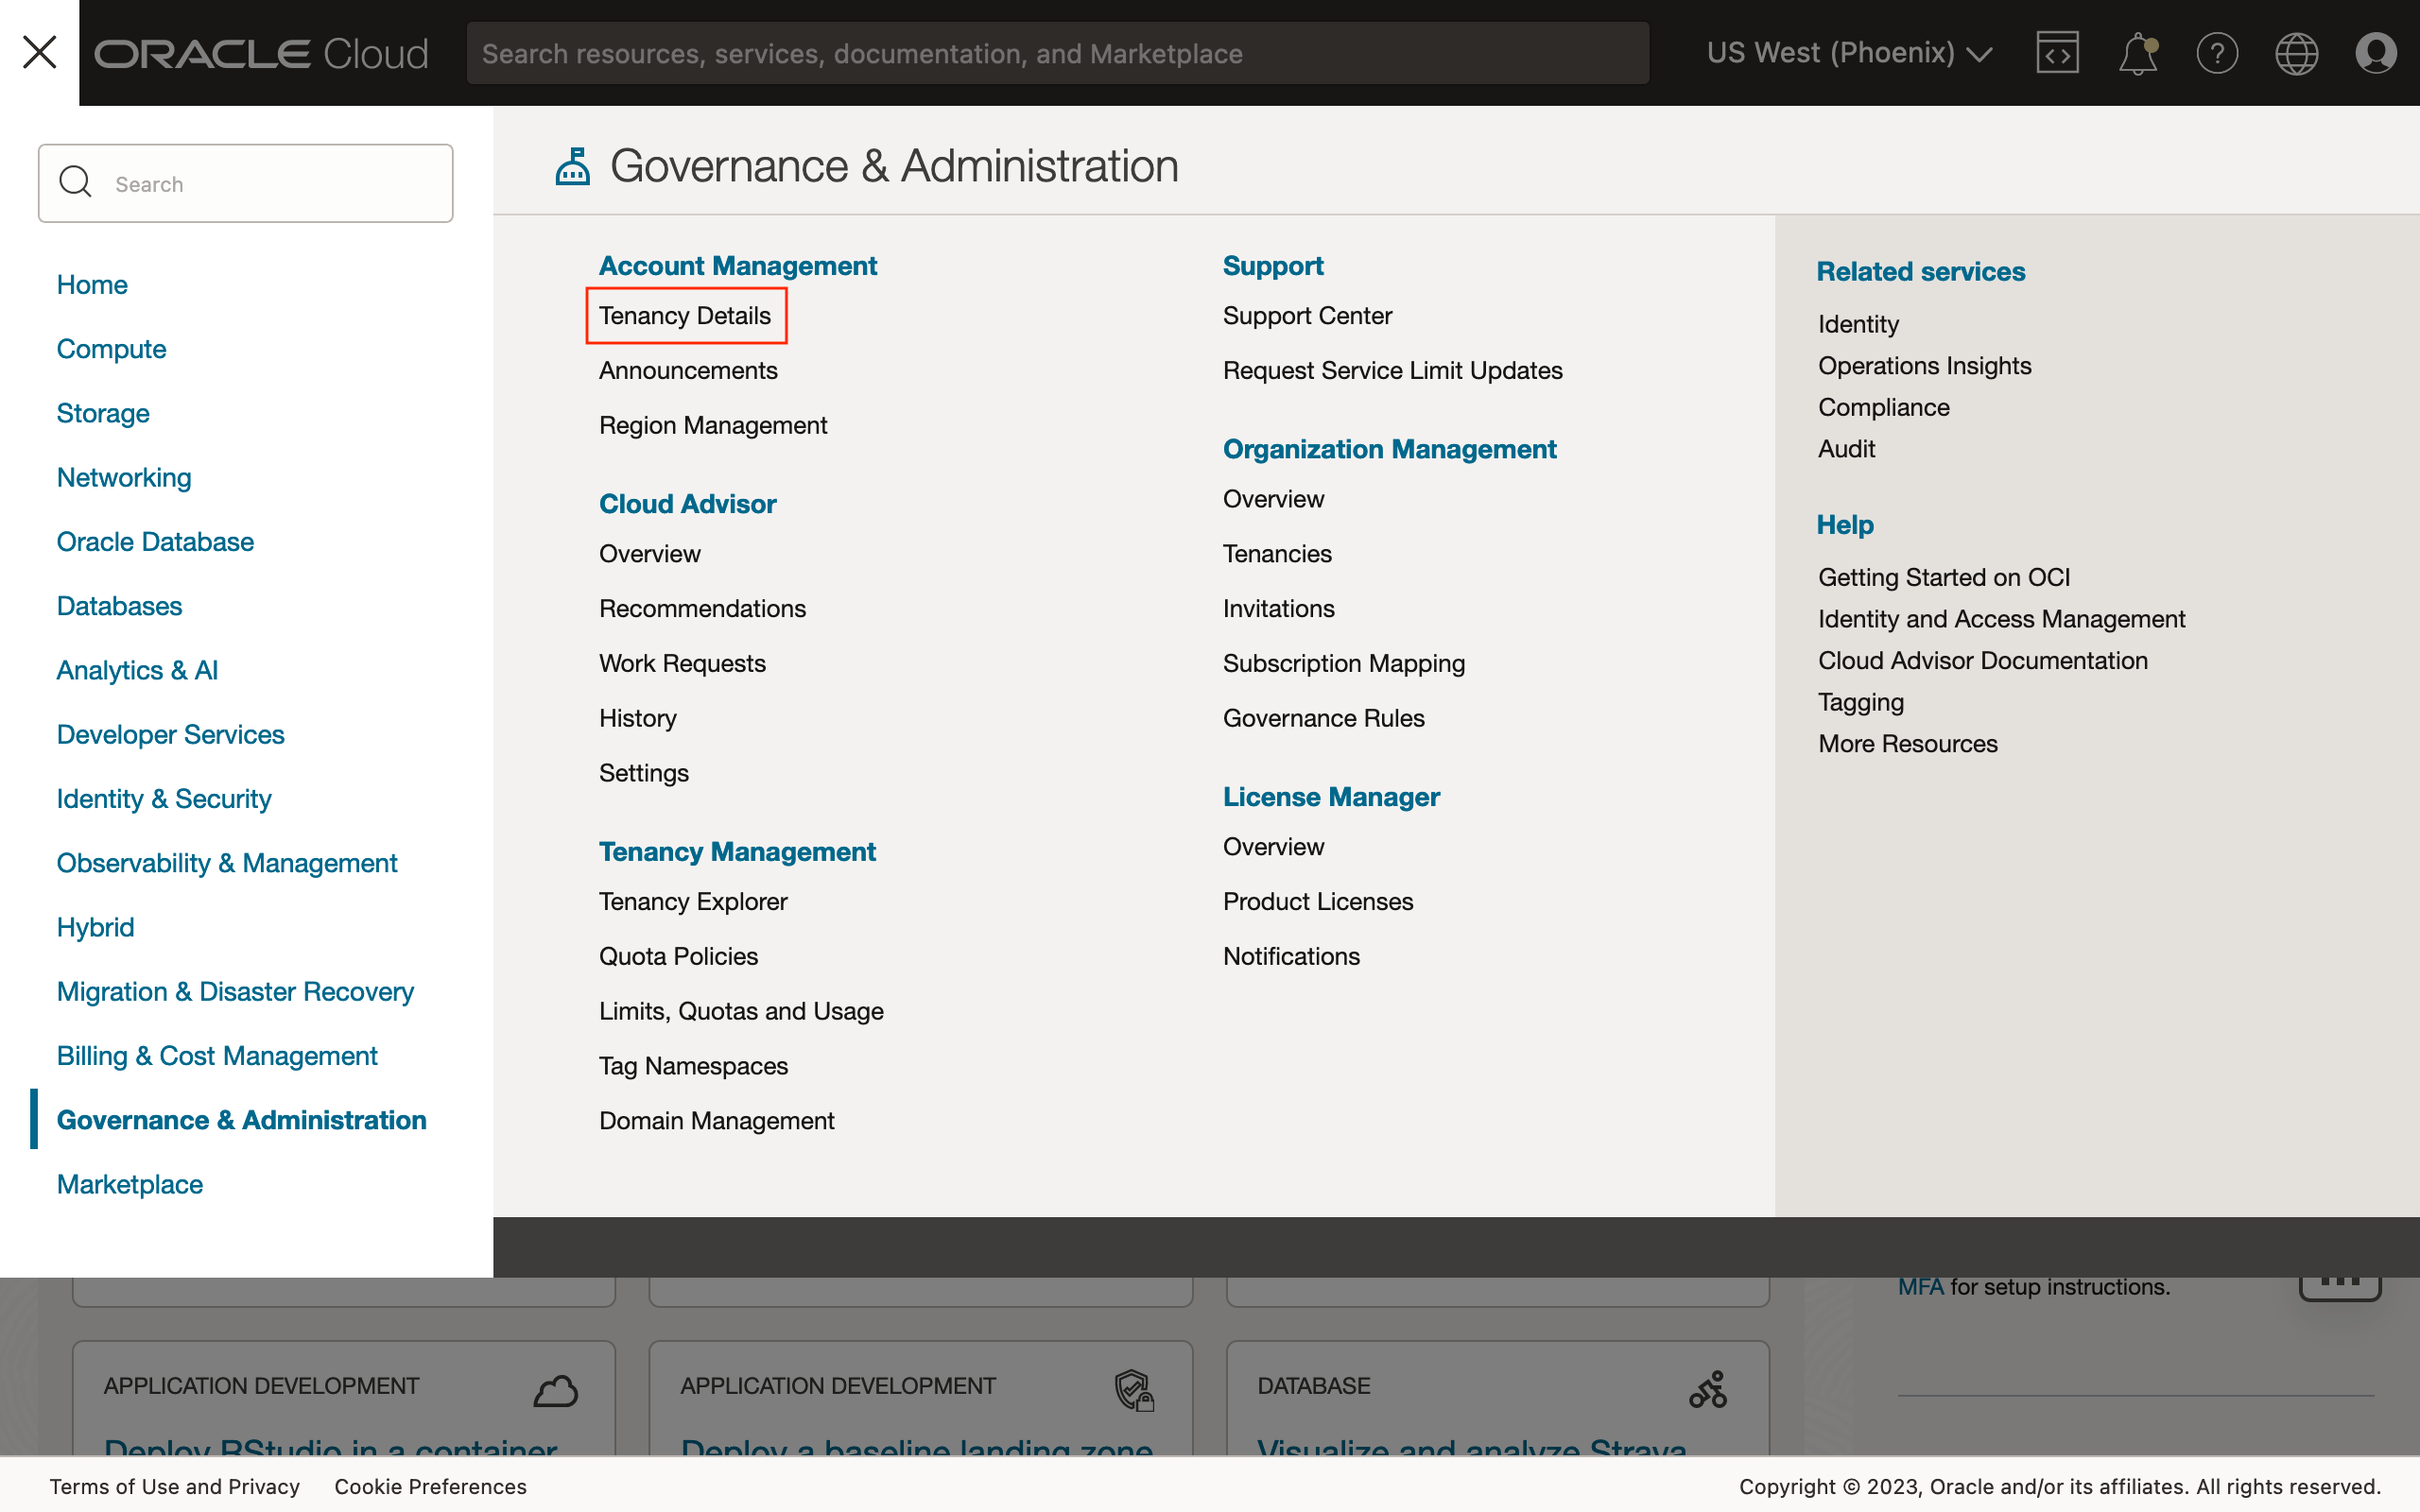 ORACLE Cloud
Search resources, services, documentation, and Marketplace
US West (Phoenix)
Search
Home
Compute
Storage
Networking
Oracle Database
Databases
Analytics & AI
Developer Services
Identity & Security
Observability & Management
Hybrid
Migration & Disaster Recovery
Billing & Cost Management
Governance & Administration
Marketplace
Governance & Administration
Account Management
Tenancy Details
Announcements
Region Management
Cloud Advisor
Overview
Recommendations
Work Requests
History
Settings
Tenancy Management
Tenancy Explorer
Quota Policies
Limits, Quotas and Usage
Tag Namespaces
Domain Management
Support
Support Center
Request Service Limit Updates
Organization Management
Overview
Tenancies
Invitations
Subscription Mapping
Governance Rules
License Manager
Overview
Product Licenses
Notifications
Related services
Identity
Operations Insights
Compliance
Audit
Help
Getting Started on OCI
Identity and Access Management
Cloud Advisor Documentation
Tagging
More Resources
MFA for setup instructions.
APPLICATION DEVELOPMENT
Deploy RStudio in a container
APPLICATION DEVELOPMENT
Deploy a baseline landing zone
DATABASE
Visualize and analyze Strava
Terms of Use and Privacy
Cookie Preferences
Copyright © 2023, Oracle and/or its affiliates. All rights reserved.